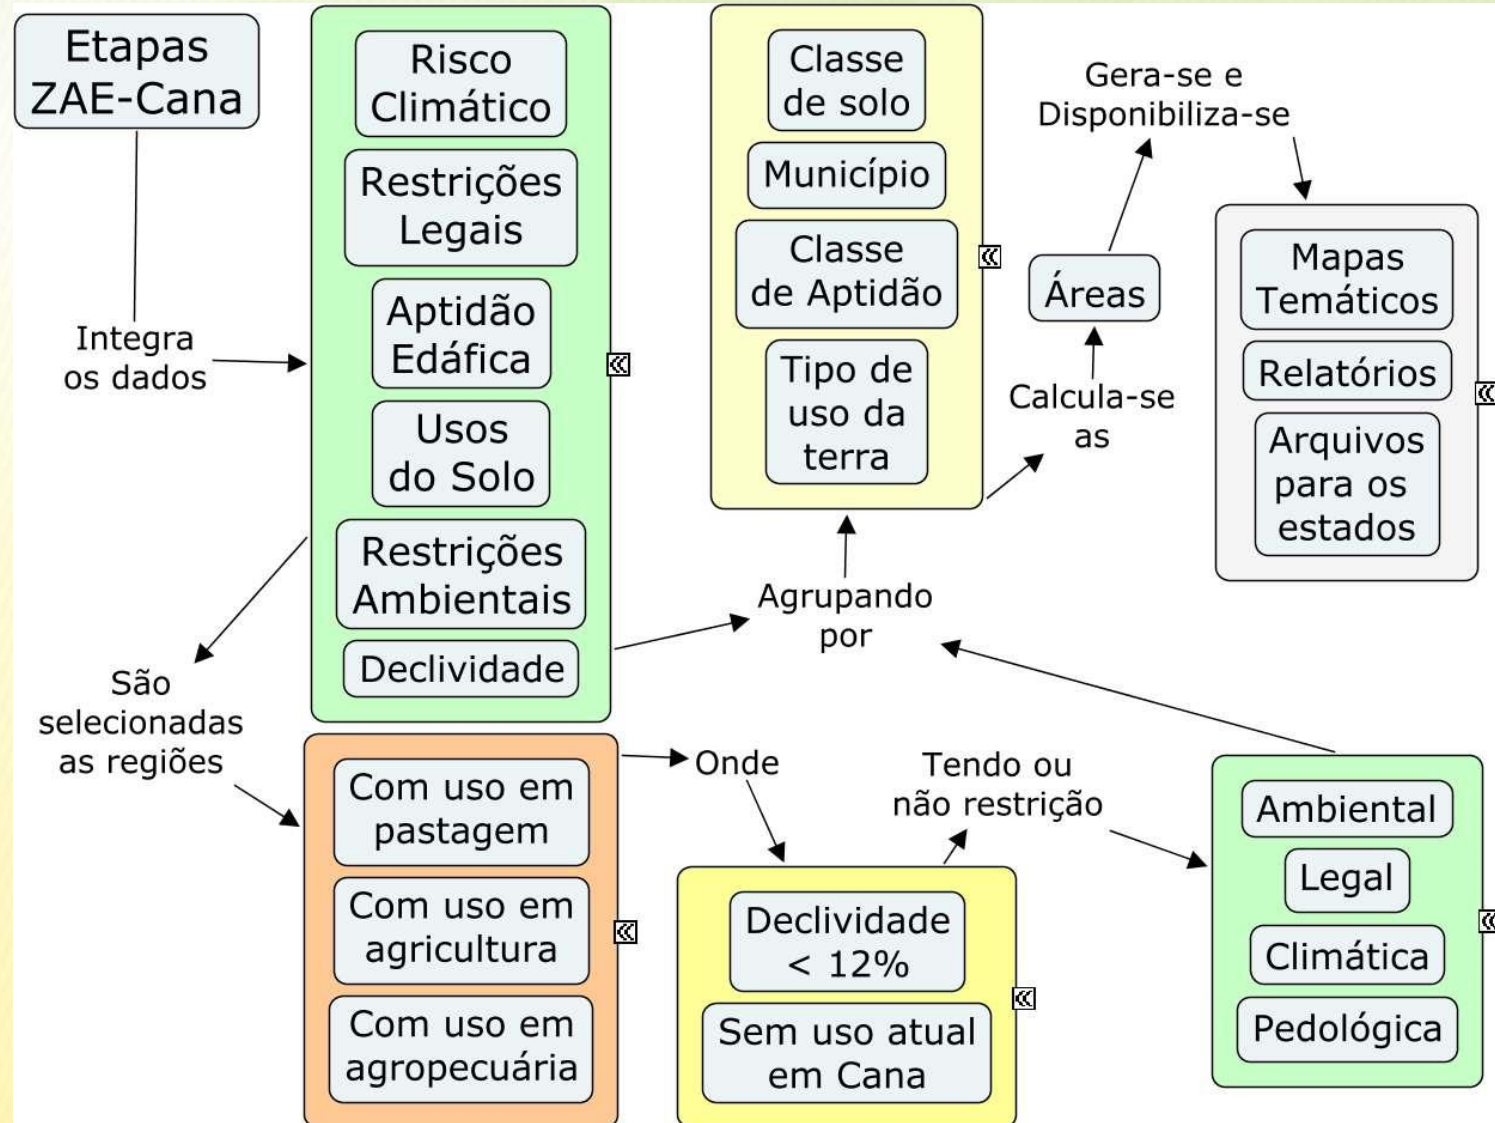 Etapas
ZAE-Cana
Integra
os dados
Risco
Climático
Restrições
Legais
Aptidão
Edáfica
Usos
do Solo
Restrições
Ambientais
Declividade
São
selecionadas
as regiões
Com uso em
pastagem
Com uso em
agricultura
Com uso em
agropecuária
Onde
Declividade
< 12%
Sem uso atual
em Cana
Tendo ou
não restrição
Ambiental
Legal
Climática
Pedológica
Agrupando
por
Classe
de solo
Município
Classe
de Aptidão
Tipo de
uso da
terra
Calcula-se
as
Áreas
Gera-se e
Disponibiliza-se
Mapas
Temáticos
Relatórios
Arquivos
para os
estados